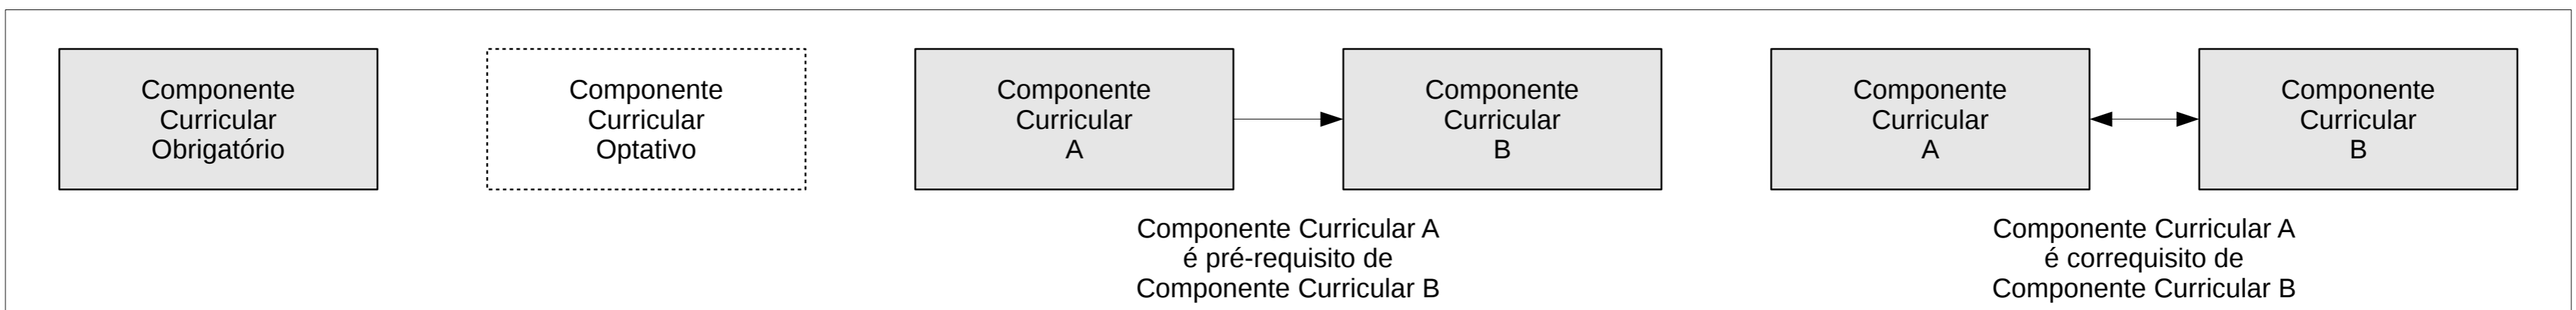 Componente
Curricular
Obrigatório
Componente
Curricular
Optativo
Componente
Curricular
A
Componente
Curricular
B
Componente Curricular A
é pré-requisito de
Componente Curricular B
Componente
Curricular
A
Componente
Curricular
B
Componente Curricular A
é correquisito de
Componente Curricular B